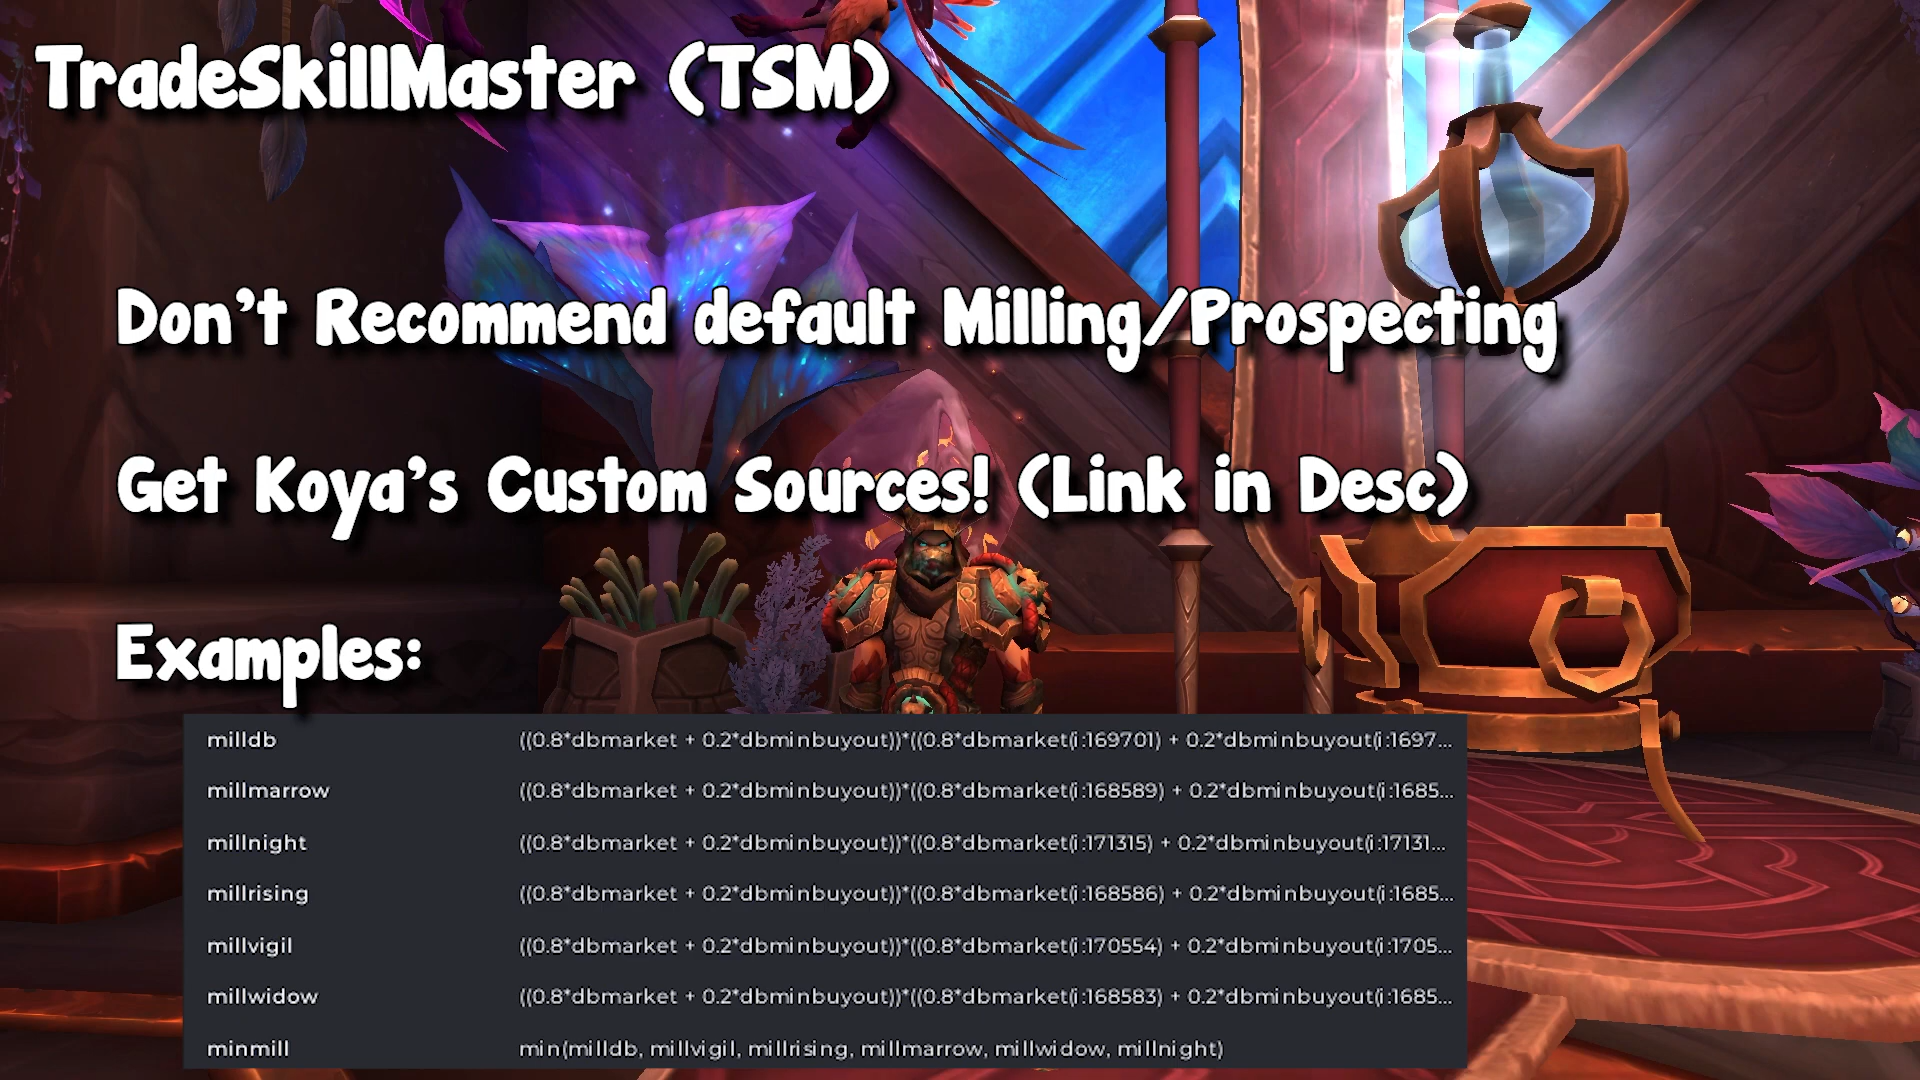 TradeSkillMaster (TSM)
Don't Recommend default Milling/Prospecting
Get Koya's Custom Sources! (Link in Desc)
Examples:
milldb ((0.8*dbmarket + 0.2*dbminbuyout))*((0.8*dbmarket(i:169701) + 0.2*dbminbuyout(i:1697...
millmarrow ((0.8*dbmarket + 0.2*dbminbuyout))*((0.8*dbmarket(i:168589) + 0.2*dbminbuyout(i:1685...
millnight ((0.8*dbmarket + 0.2*dbminbuyout))*((0.8*dbmarket(i:171315) + 0.2*dbminbuyout(i:17131...
millrising ((0.8*dbmarket + 0.2*dbminbuyout))*((0.8*dbmarket(i:168586) + 0.2*dbminbuyout(i:1685...
millvigil ((0.8*dbmarket + 0.2*dbminbuyout))*((0.8*dbmarket(i:170554) + 0.2*dbminbuyout(i:1705...
millwidow ((0.8*dbmarket + 0.2*dbminbuyout))*((0.8*dbmarket(i:168583) + 0.2*dbminbuyout(i:1685...
minmill min(milldb, millvigil, millrising, millmarrow, millwidow, millnight)